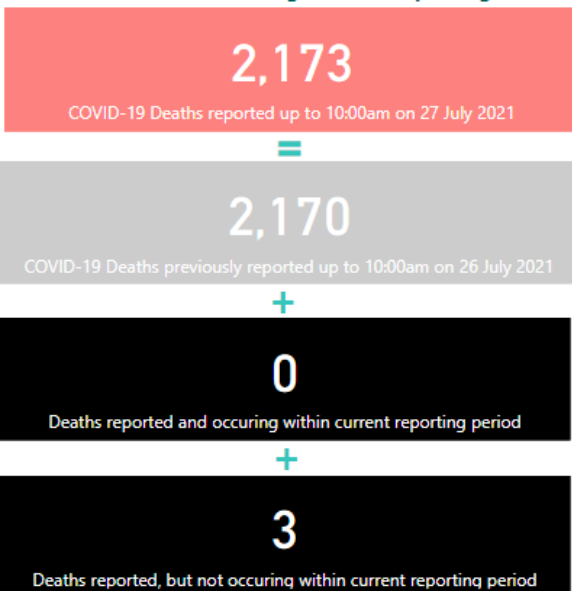 2,173
COVID-19 Deaths reported up to 10:00am on 27 July 2021
=
2,170
COVID-19 Deaths previously reported up to 10:00am on 26 July 2021
+
0
Deaths reported and occuring within current reporting period
+
3
Deaths reported, but not occuring within current reporting period